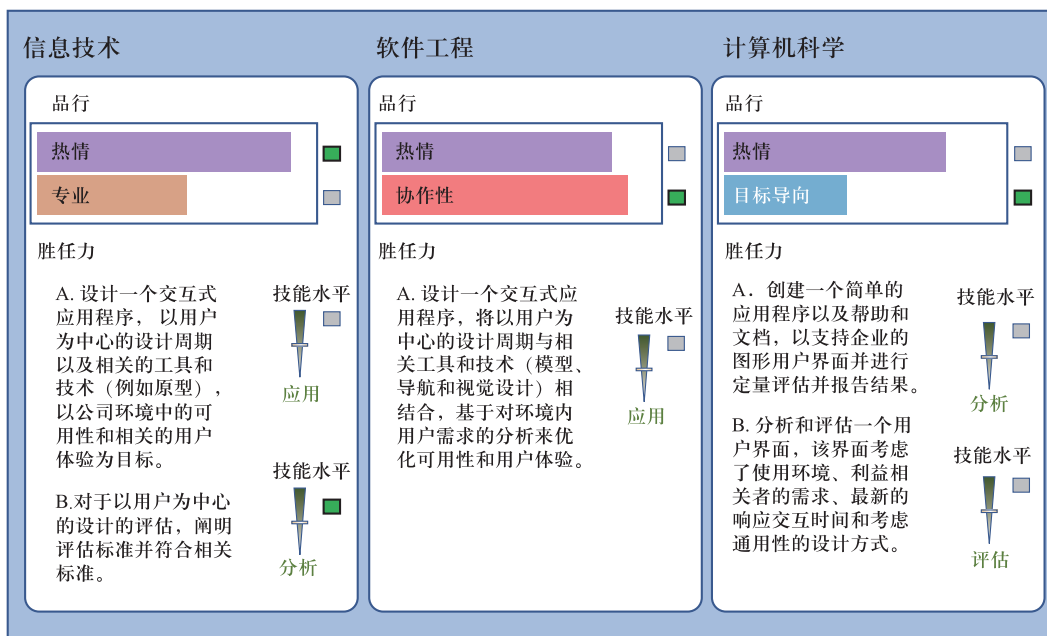 信息技术
品行
热情
专业
胜任力
A. 设计一个交互式
应用程序， 以用户
为中心的设计周期
以及相关的工具和
技术（例如原型），
以公司环境中的可
用性和相关的用户
体验为目标。
技能水平
应用
B.对于以用户为中心
的设计的评估，阐明
评估标准并符合相关
标准。
技能水平
分析
软件工程
品行
热情
协作性
胜任力
A. 设计一个交互式应
用程序，将以用户为
中心的设计周期与相
关工具和技术（模型、
导航和视觉设计）相
结合，基于对环境内
用户需求的分析来优
化可用性和用户体验。
技能水平
应用
计算机科学
品行
热情
目标导向
胜任力
A．创建一个简单的
应用程序以及帮助和
文档，以支持企业的
图形用户界面并进行
定量评估并报告结果。
技能水平
分析
B. 分析和评估一个用
户界面，该界面考虑
了使用环境、利益相
关者的需求、最新的
响应交互时间和考虑
通用性的设计方式。
技能水平
评估